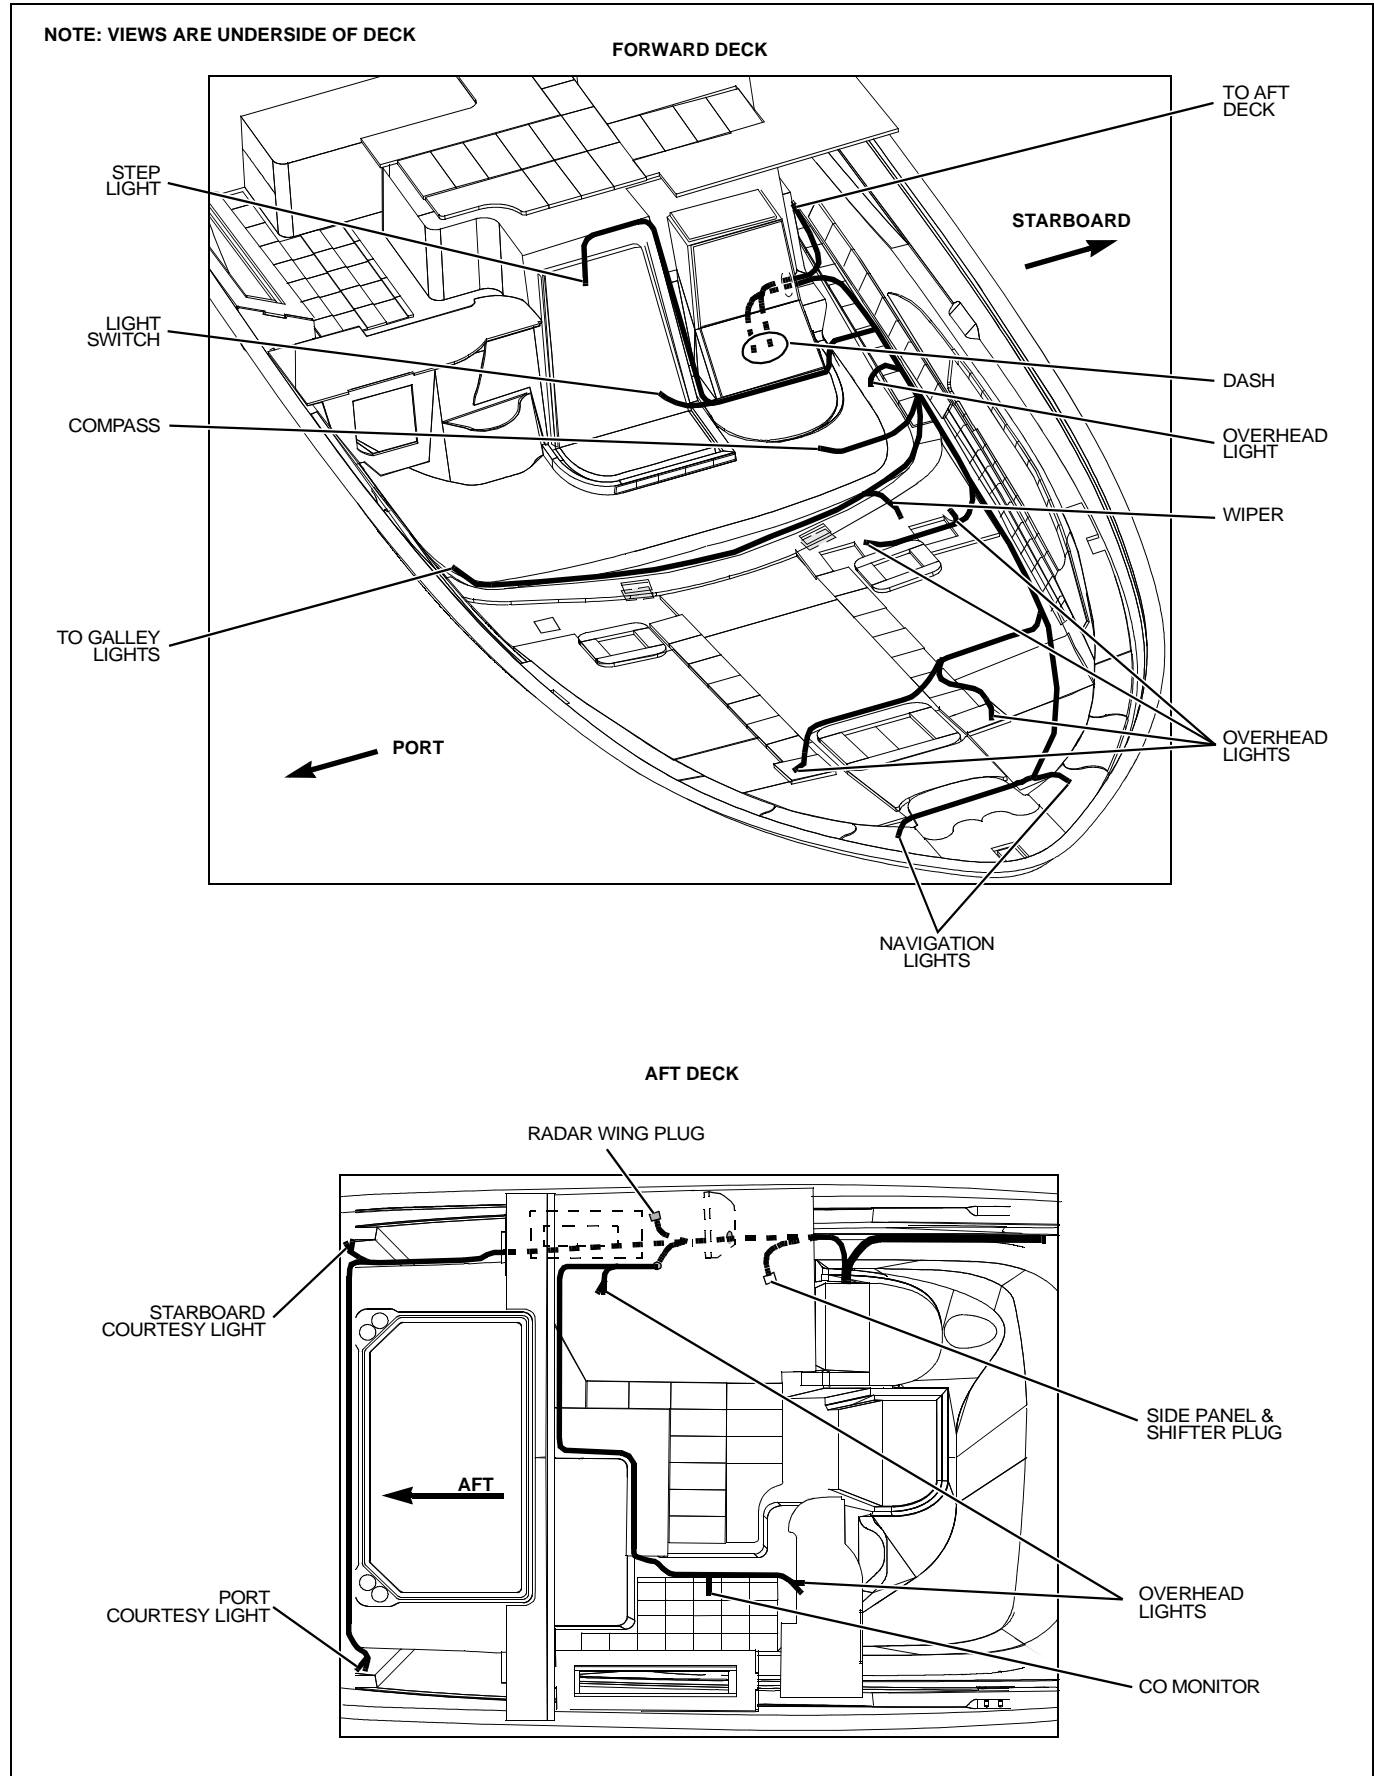 NOTE: VIEWS ARE UNDERSIDE OF DECK
FORWARD DECK
TO AFT
DECK
STEP
LIGHT
STARBOARD
LIGHT
SWITCH
DASH
COMPASS
OVERHEAD
LIGHT
WIPER
TO GALLEY
LIGHTS
PORT
OVERHEAD
LIGHTS
NAVIGATION
LIGHTS
AFT DECK
RADAR WING PLUG
STARBOARD
COURTESY LIGHT
SIDE PANEL &
SHIFTER PLUG
AFT
PORT
COURTESY LIGHT
OVERHEAD
LIGHTS
CO MONITOR